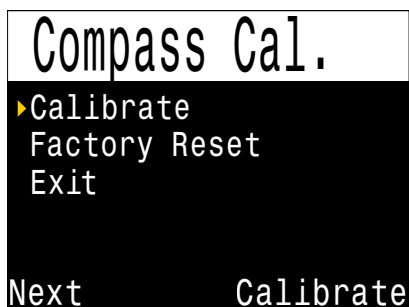 Compass Cal.
Calibrate
Factory Reset
Exit
Next Calibrate